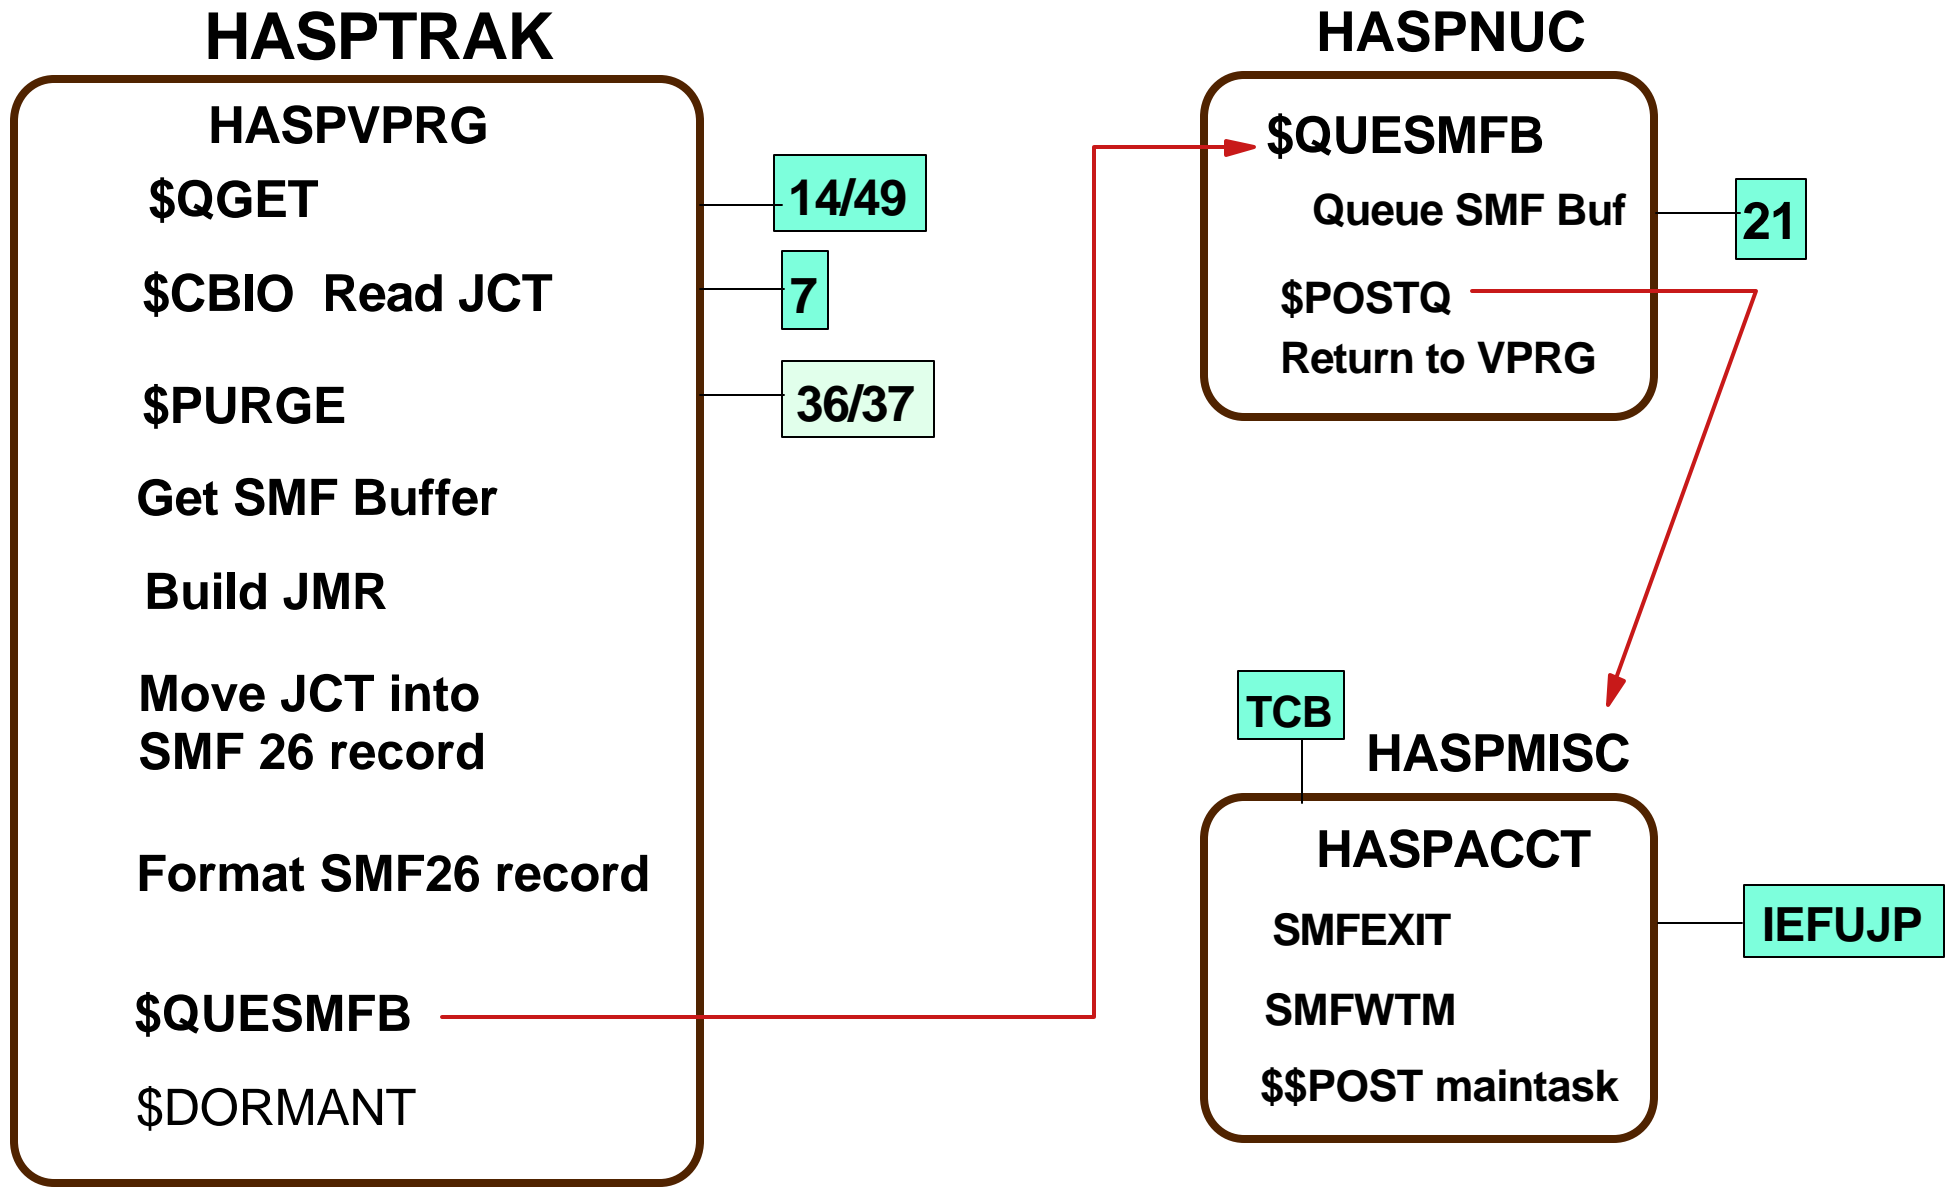 HASPTRAK
HASPVPRG
$QGET
14/49
$CBIO Read JCT
7
$PURGE
36/37
Get SMF Buffer
Build JMR
Move JCT into
SMF 26 record
Format SMF26 record
$QUESMFB
$DORMANT
HASPNUC
$QUESMFB
Queue SMF Buf
21
$POSTQ
Return to VPRG
TCB
HASPMISC
HASPACCT
SMFEXIT
IEFUJP
SMFWTM
$$POST maintask